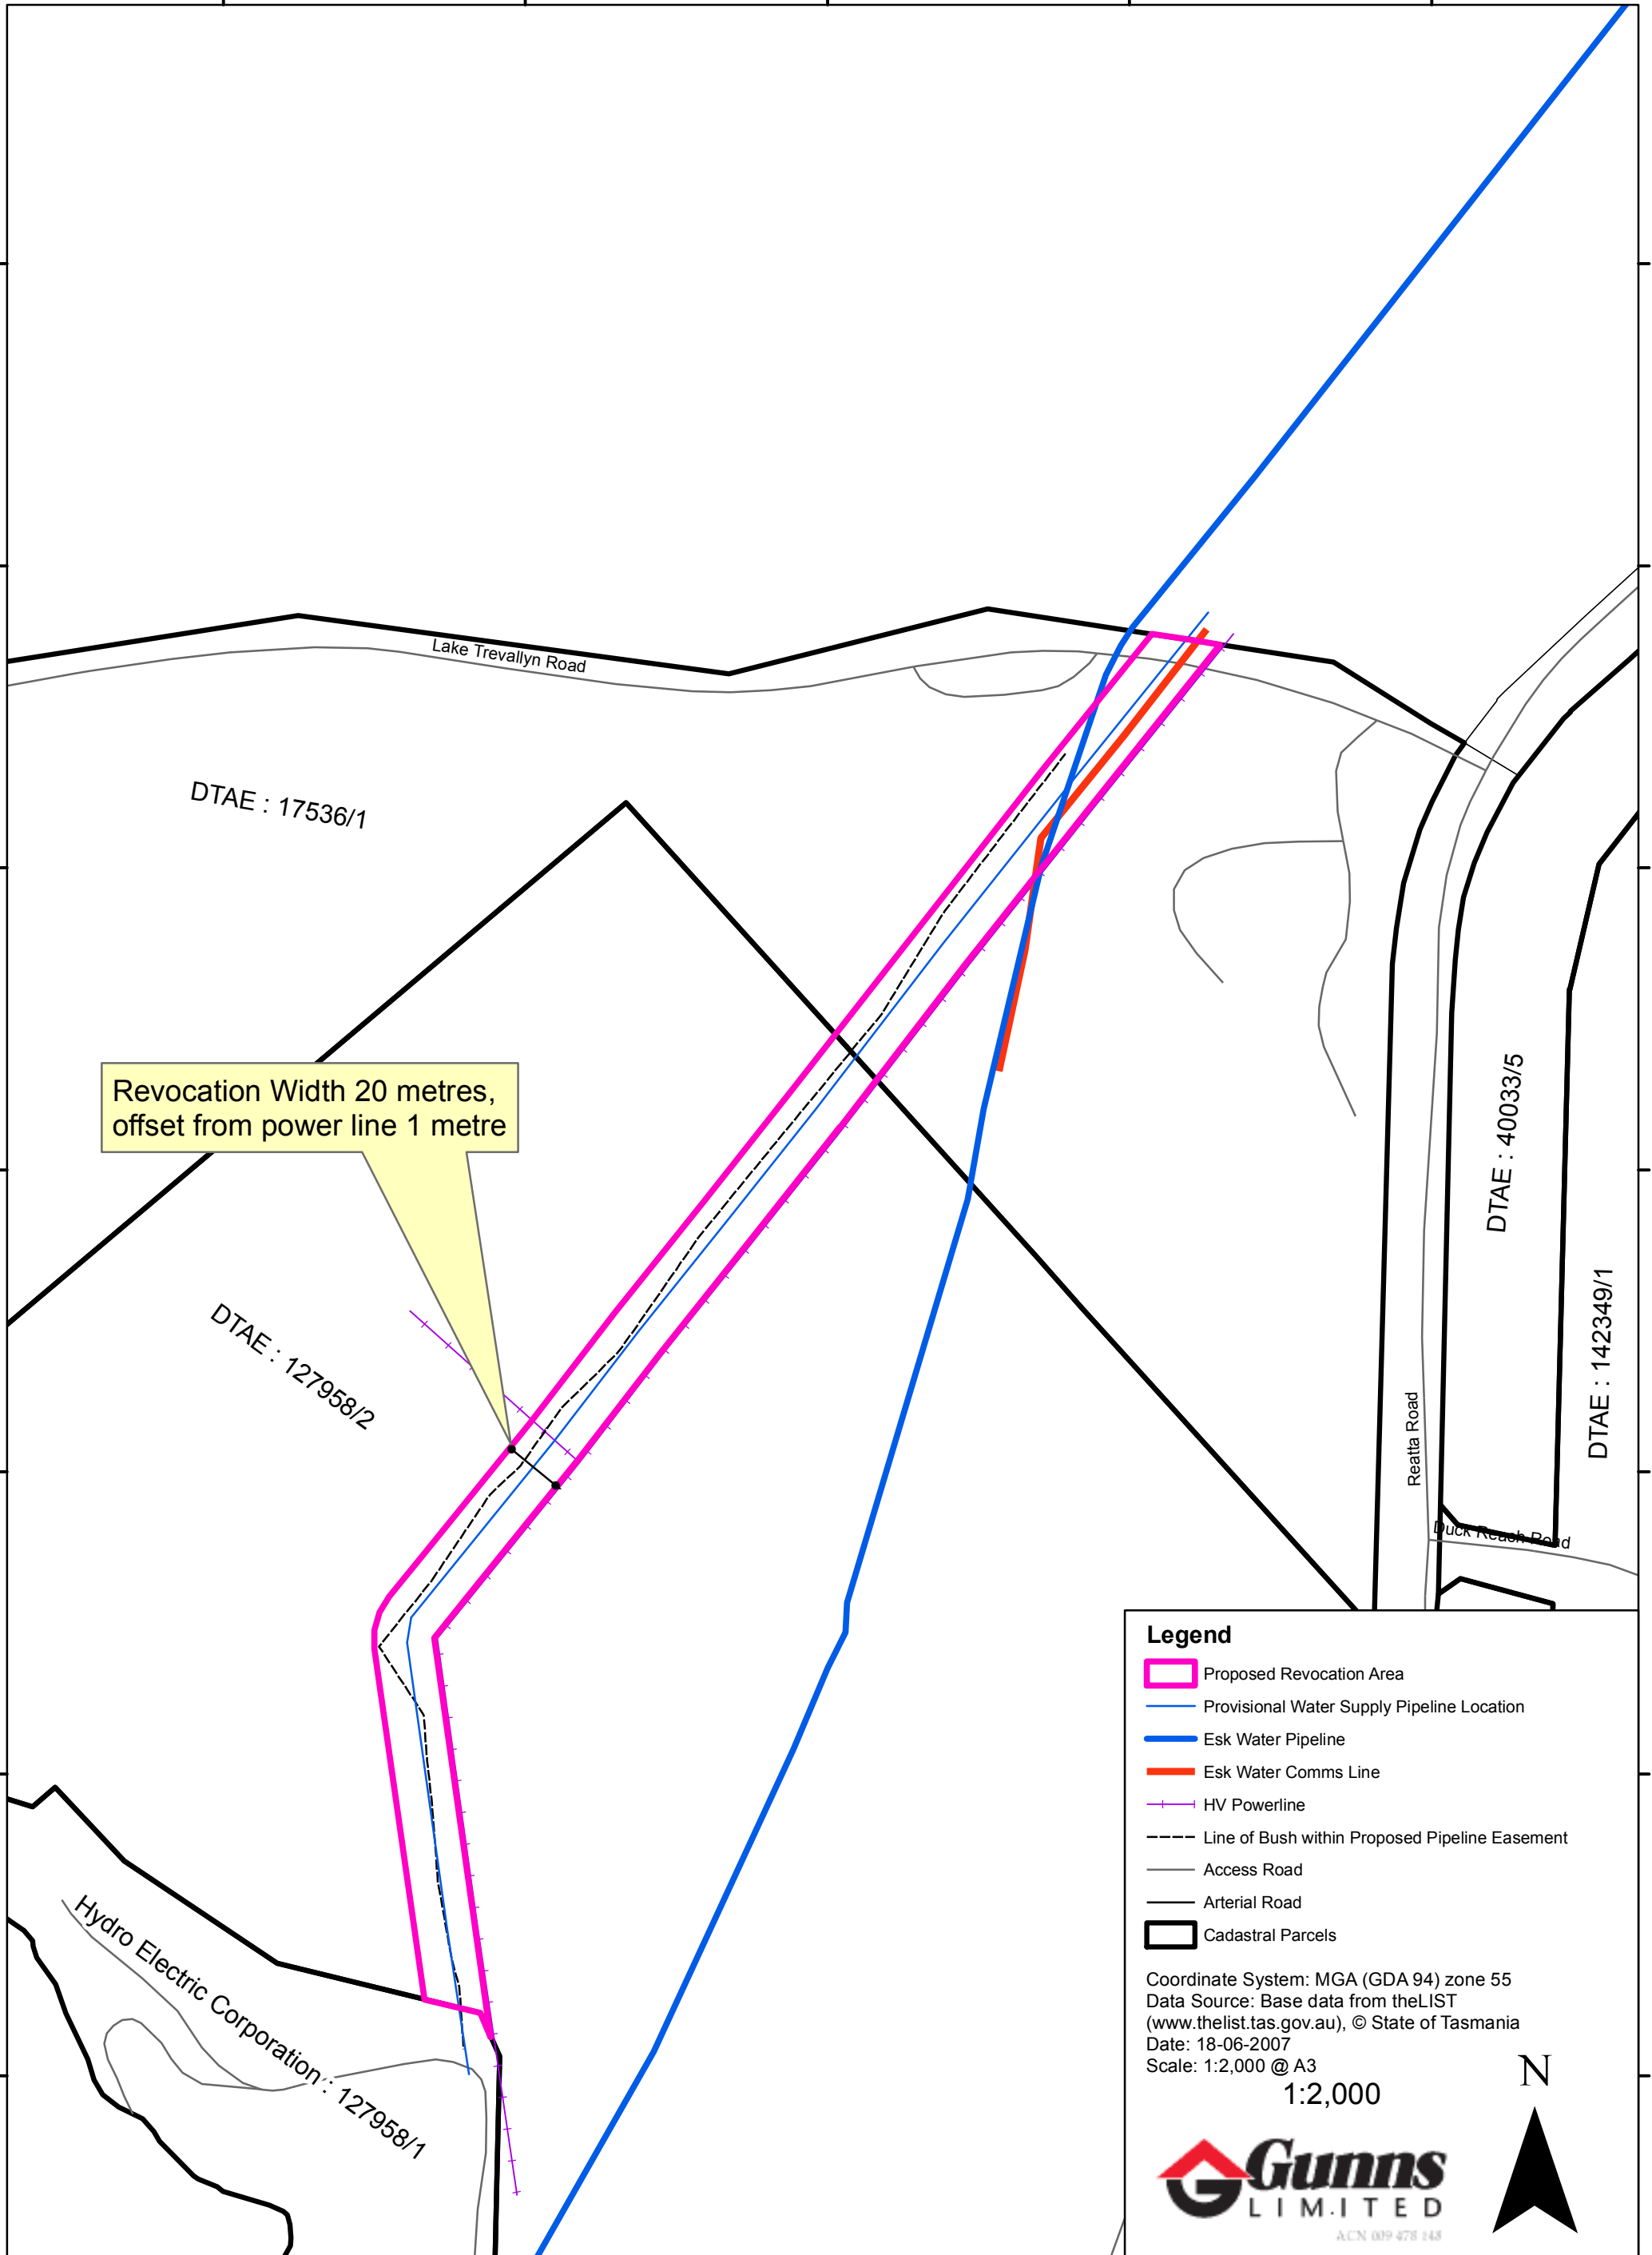 Lake Trevallyn Road
DTAE : 17536/1
Revocation Width 20 metres,
offset from power line 1 metre
DTAE : 40033/5
DTAE : 142349/1
DTAE : 127958/2
Reatta Road
Duck Reach Road
Hydro Electric Corporation : 127958/1
Legend
Proposed Revocation Area
Provisional Water Supply Pipeline Location
Esk Water Pipeline
Esk Water Comms Line
HV Powerline
Line of Bush within Proposed Pipeline Easement
Access Road
Arterial Road
Cadastral Parcels
Coordinate System: MGA (GDA 94) zone 55
Data Source: Base data from theLIST
(www.thelist.tas.gov.au), © State of Tasmania
Date: 18-06-2007
Scale: 1:2,000 @ A3
1:2,000
N
Gunns
LIMITED
ACN 009 478 148